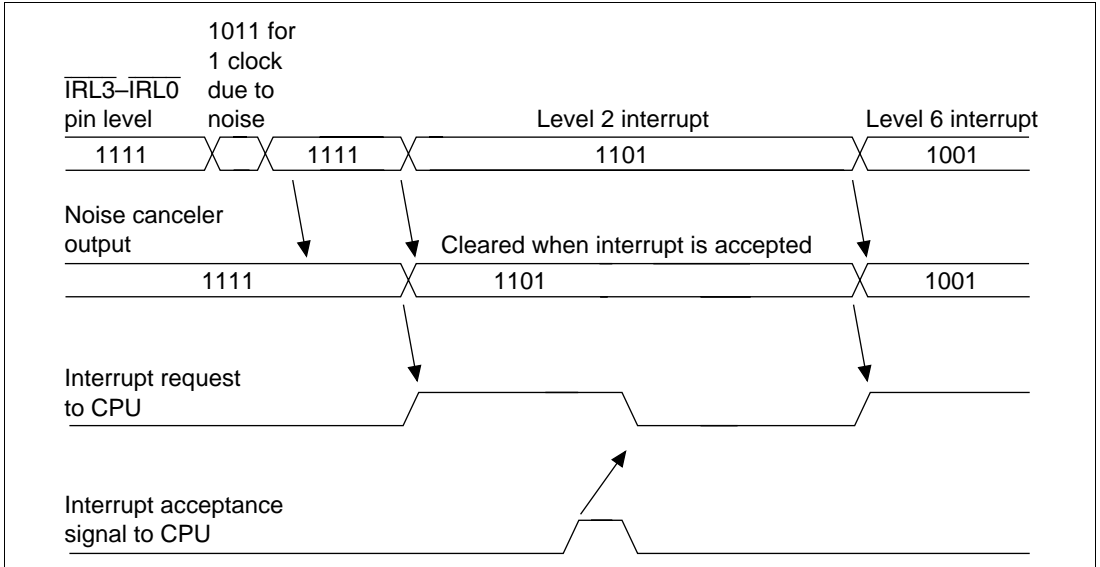 1011 for
1 clock
due to
noise
IRL3–IRL0
pin level
Level 2 interrupt
Level 6 interrupt
1111
1111
1101
1001
Noise canceler
output
Cleared when interrupt is accepted
1111
1101
1001
Interrupt request
to CPU
Interrupt acceptance
signal to CPU